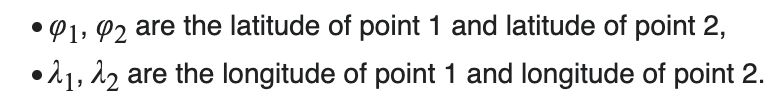 • φ₁, φ₂ are the latitude of point 1 and latitude of point 2,
• λ₁, λ₂ are the longitude of point 1 and longitude of point 2.